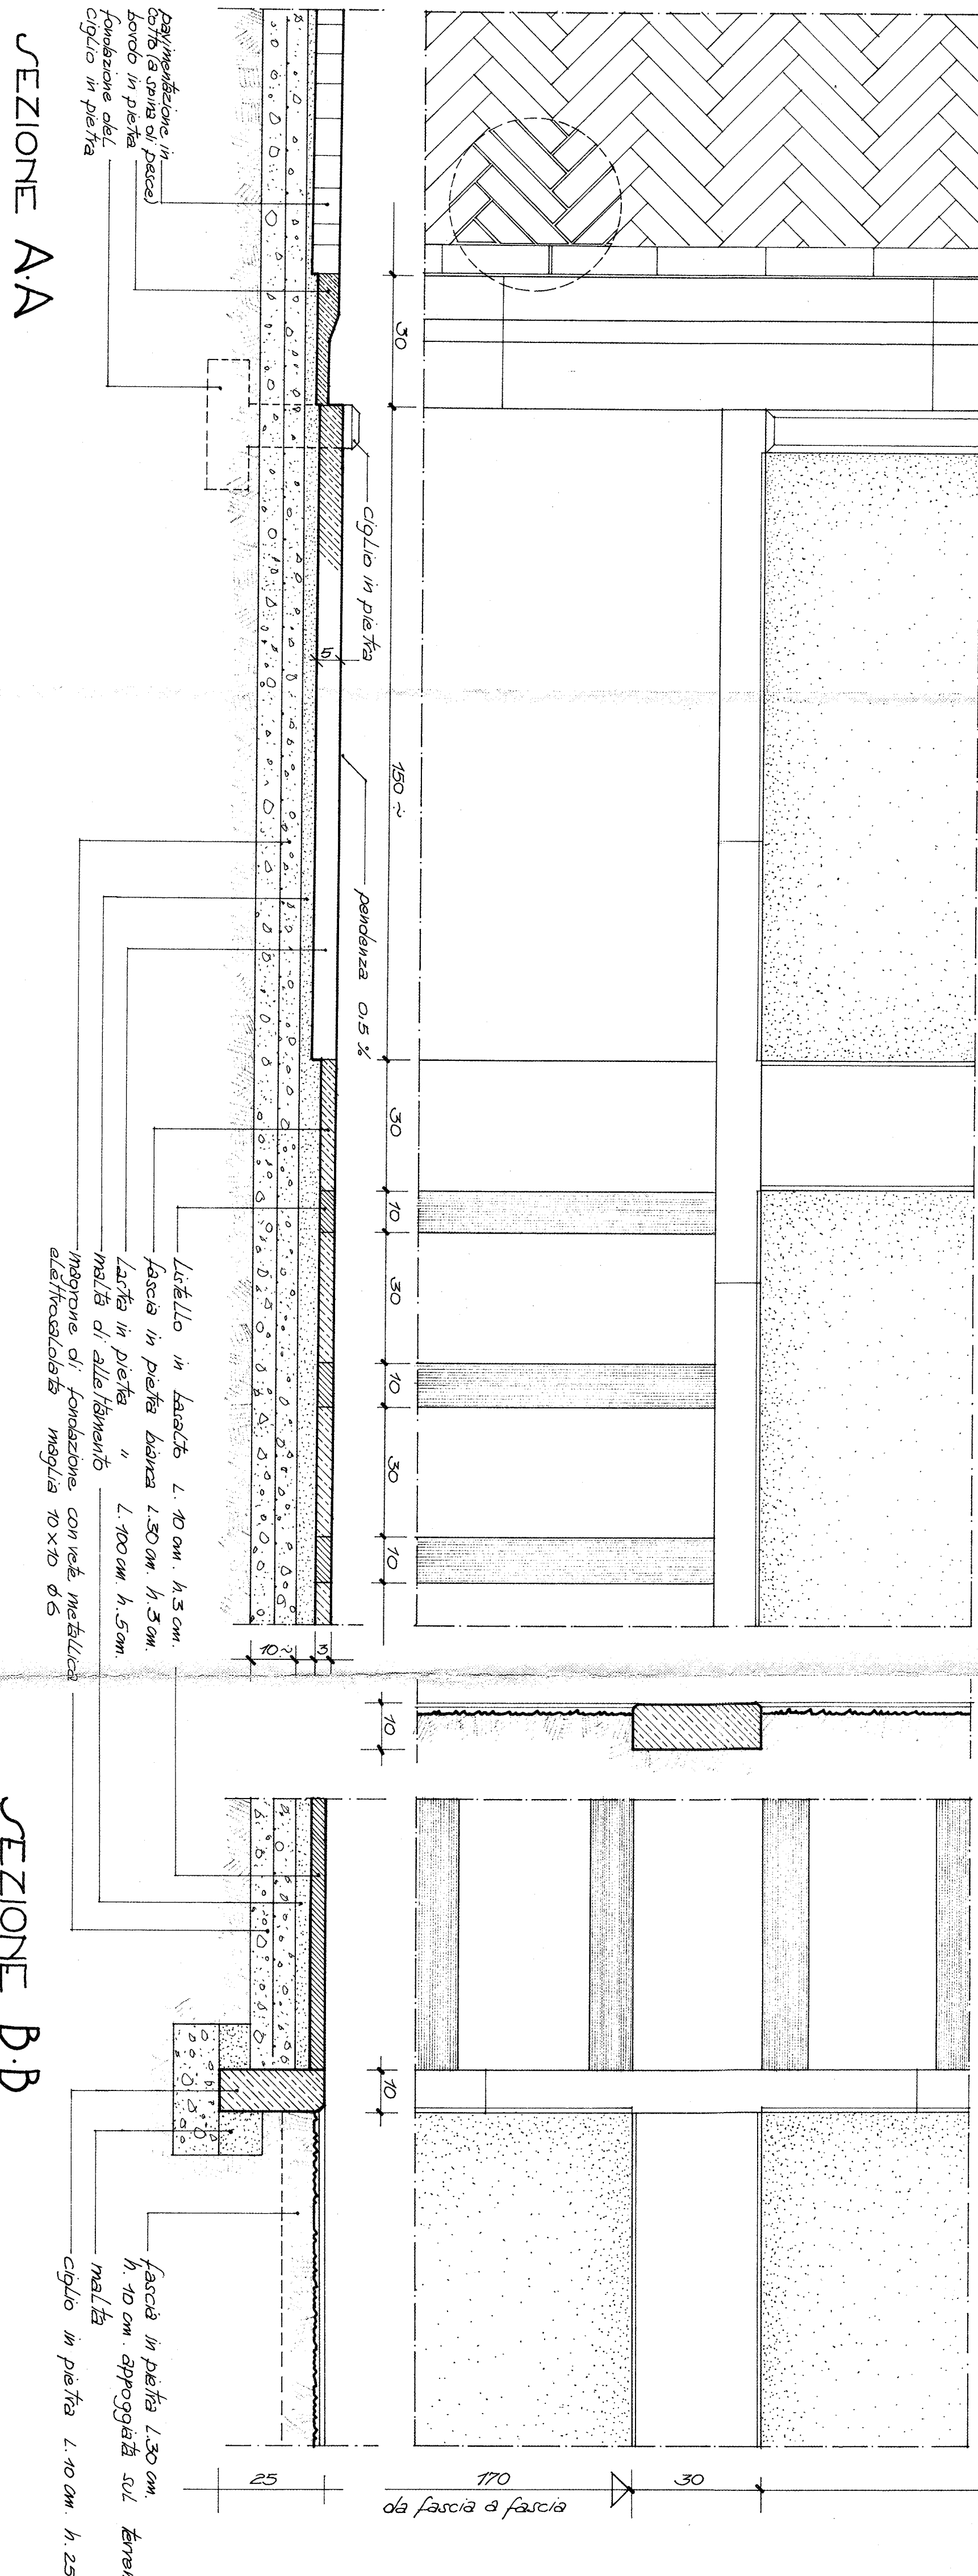 pavimentazione in
cotto (a spina di pesce)
bordo in pietra
fondazione del
ciglio in pietra
SEZIONE A.A
30
ciglio in pietra
5
150 ~
pendenza 0,5 %
30
10
30
10
30
10
Listello in basalto L. 10 cm. h. 3 cm.
fascia in pietra bianca L. 30 cm. h. 3 cm.
Lastra in pietra " L. 100 cm. h. 5 cm.
malta di allettamento
magrone di fondazione con rete metallica
elettrosaldata maglia 10x10 ø6
10 ~
3
10
SEZIONE B.B
10
fascia in pietra L. 30 cm.
h. 10 cm. appoggiata sul
malta
ciglio in pietra L. 10 cm. h. 25
25
170
30
da fascia a fascia